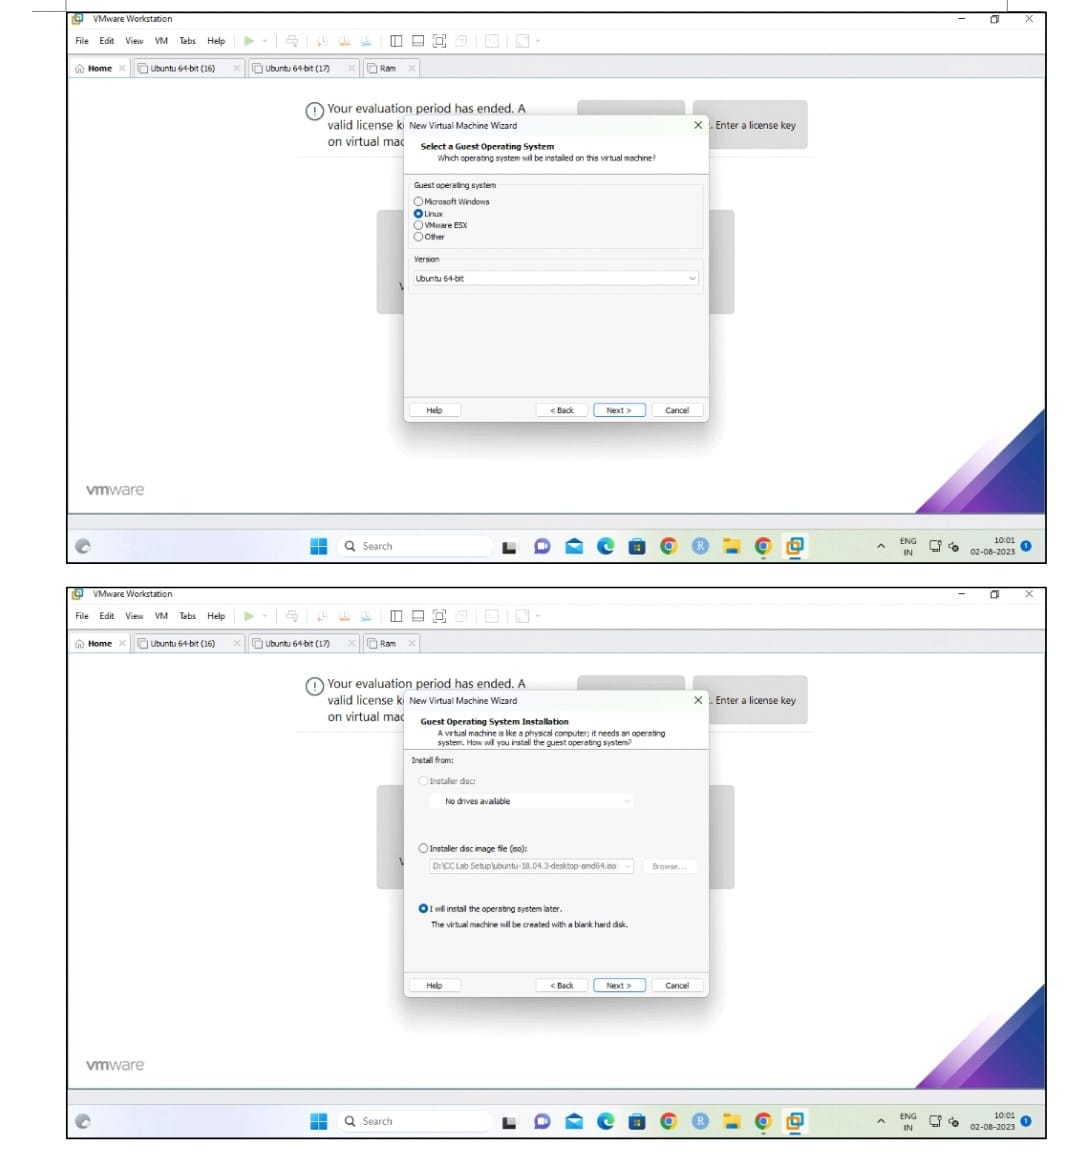 VMware Workstation
File Edit View VM Tabs Help
Home Ubuntu 64-bit (16) Ubuntu 64-bit (17) Ram
Your evaluation period has ended. A
valid license k
on virtual mac
Enter a license key
New Virtual Machine Wizard
Select a Guest Operating System
Which operating system will be installed on this virtual machine?
Guest operating system
Microsoft Windows
Linux
VMware ESX
Other
Version
Ubuntu 64-bit
Help < Back Next > Cancel
vmware
Search
ENG
IN
10:01
02-08-2023
VMware Workstation
File Edit View VM Tabs Help
Home Ubuntu 64-bit (16) Ubuntu 64-bit (17) Ram
Your evaluation period has ended. A
valid license k
on virtual mac
Enter a license key
New Virtual Machine Wizard
Guest Operating System Installation
A virtual machine is like a physical computer; it needs an operating
system. How will you install the guest operating system?
Install from:
Installer disc:
No drives available
Installer disc image file (iso):
D:\CC Lab Setup\ubuntu-18.04.3-desktop-amd64.iso Browse...
I will install the operating system later.
The virtual machine will be created with a blank hard disk.
Help < Back Next > Cancel
vmware
Search
ENG
IN
10:01
02-08-2023